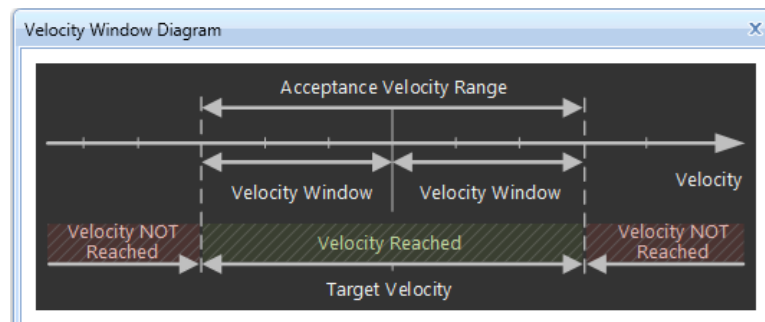 Velocity Window Diagram
x
Acceptance Velocity Range
Velocity
Velocity Window
Velocity Window
Velocity NOT
Reached
Velocity Reached
Velocity NOT
Reached
Target Velocity